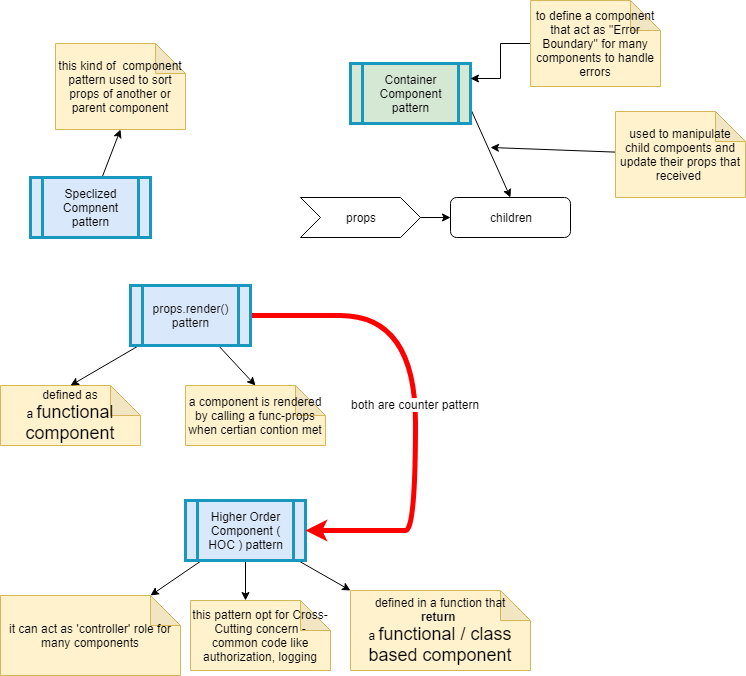 to define a component
that act as "Error
Boundary" for many
components to handle
errors
this kind of component
pattern used to sort
props of another or
parent component
Container
Component
pattern
used to manipulate
child compoents and
update their props that
received
Speclized
Compnent
pattern
props
children
props.render()
pattern
defined as
a functional
component
a component is rendered
by calling a func-props
when certian contion met
both are counter pattern
Higher Order
Component (
HOC ) pattern
it can act as 'controller' role for
many components
this pattern opt for Cross-
Cutting concern -
common code like
authorization, logging
defined in a function that
return
a functional / class
based component